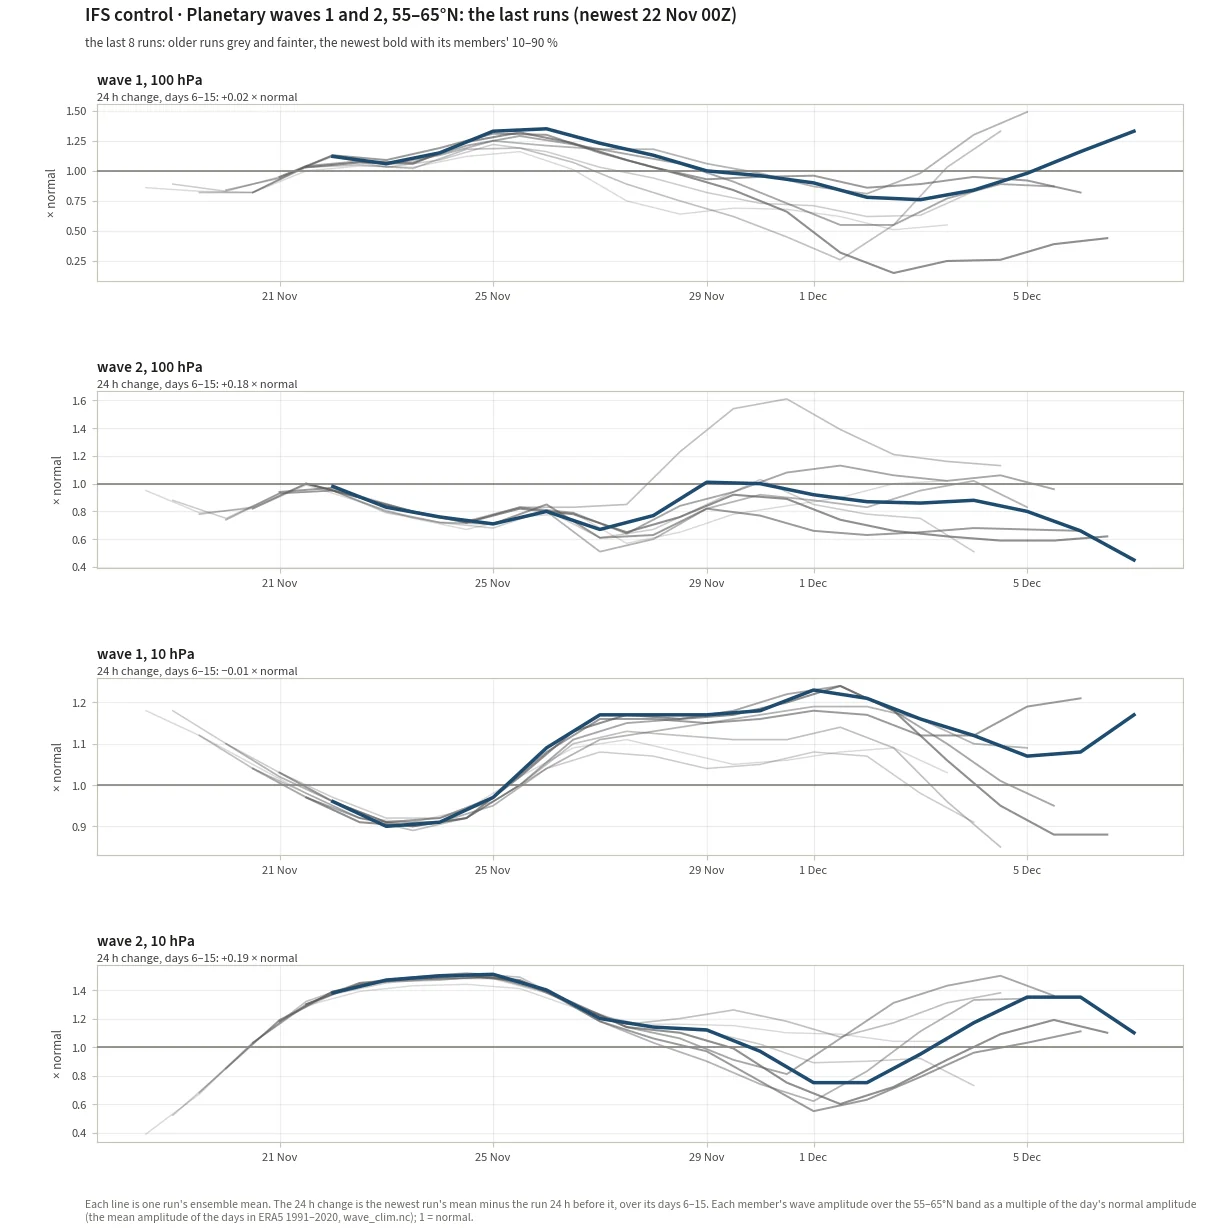 IFS control · Planetary waves 1 and 2, 55–65°N: the last runs (newest 22 Nov 00Z)
the last 8 runs: older runs grey and fainter, the newest bold with its members' 10–90 %
wave 1, 100 hPa
24 h change, days 6–15: +0.02 × normal
1.50
1.25
1.00
0.75
0.50
0.25
× normal
21 Nov
25 Nov
29 Nov
1 Dec
5 Dec
wave 2, 100 hPa
24 h change, days 6–15: +0.18 × normal
1.6
1.4
1.2
1.0
0.8
0.6
0.4
× normal
21 Nov
25 Nov
29 Nov
1 Dec
5 Dec
wave 1, 10 hPa
24 h change, days 6–15: −0.01 × normal
1.2
1.1
1.0
0.9
× normal
21 Nov
25 Nov
29 Nov
1 Dec
5 Dec
wave 2, 10 hPa
24 h change, days 6–15: +0.19 × normal
1.4
1.2
1.0
0.8
0.6
0.4
× normal
21 Nov
25 Nov
29 Nov
1 Dec
5 Dec
Each line is one run's ensemble mean. The 24 h change is the newest run's mean minus the run 24 h before it, over its days 6–15. Each member's wave amplitude over the 55–65°N band as a multiple of the day's normal amplitude
(the mean amplitude of the days in ERA5 1991–2020, wave_clim.nc); 1 = normal.